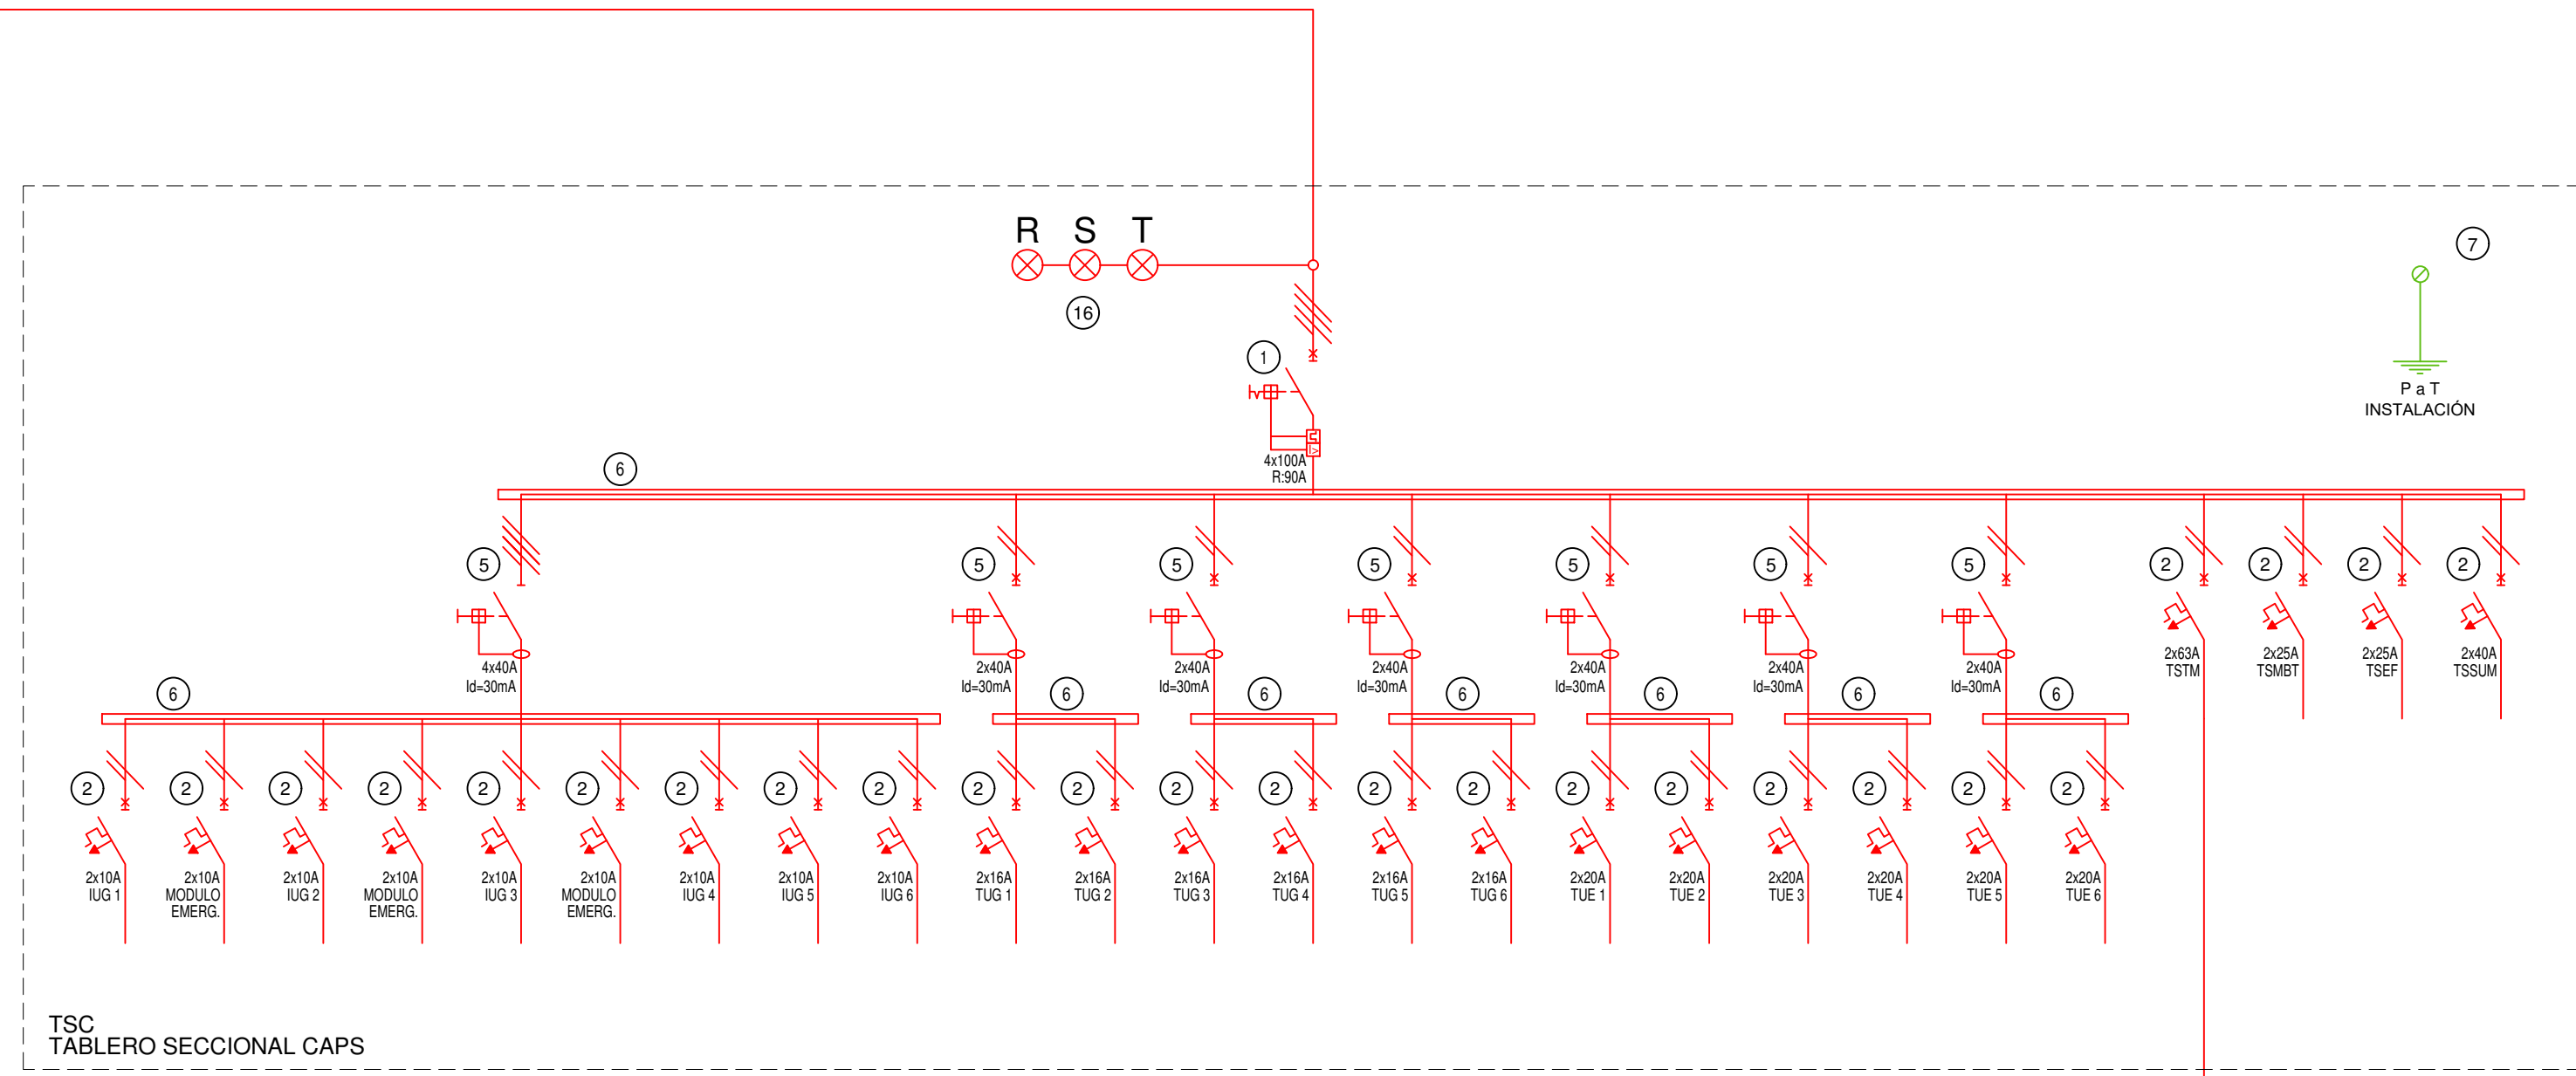 R S T
7
16
1
P a T
INSTALACIÓN
4x100A
R:90A
6
5 5 5 5 5 5 5 2 2 2 2
4x40A 2x40A 2x40A 2x40A 2x40A 2x40A 2x40A 2x63A 2x25A 2x25A 2x40A
Id=30mA Id=30mA Id=30mA Id=30mA Id=30mA Id=30mA Id=30mA TSTM TSMBT TSEF TSSUM
6 6 6 6 6 6 6
2 2 2 2 2 2 2 2 2 2 2 2 2 2 2 2 2 2 2 2 2
2x10A 2x10A 2x10A 2x10A 2x10A 2x10A 2x10A 2x10A 2x10A 2x16A 2x16A 2x16A 2x16A 2x16A 2x16A 2x20A 2x20A 2x20A 2x20A 2x20A 2x20A
IUG 1 MODULO IUG 2 MODULO IUG 3 MODULO IUG 4 IUG 5 IUG 6 TUG 1 TUG 2 TUG 3 TUG 4 TUG 5 TUG 6 TUE 1 TUE 2 TUE 3 TUE 4 TUE 5 TUE 6
EMERG. EMERG. EMERG.
TSC
TABLERO SECCIONAL CAPS